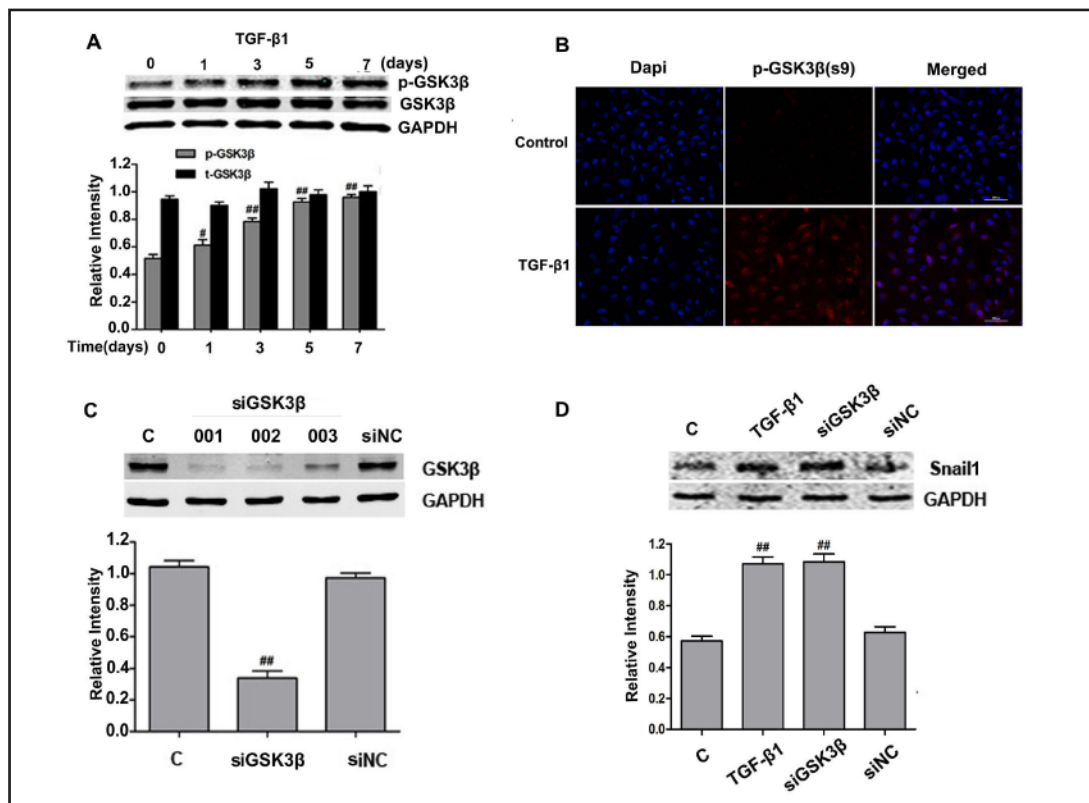 A
TGF-β1
0 1 3 5 7 (days)
p-GSK3β
GSK3β
GAPDH
p-GSK3β
t-GSK3β
Relative Intensity
1.2
1.0
0.8
0.6
0.4
0.2
0.0
# ## ## ##
Time(days) 0 1 3 5 7
B
Dapi p-GSK3β(s9) Merged
Control
TGF-β1
C
siGSK3β
C 001 002 003 siNC
GSK3β
GAPDH
Relative Intensity
1.2
1.0
0.8
0.6
0.4
0.2
0.0
##
C siGSK3β siNC
D
C TGF-β1 siGSK3β siNC
Snail1
GAPDH
Relative Intensity
1.2
1.0
0.8
0.6
0.4
0.2
0.0
## ##
C TGF-β1 siGSK3β siNC